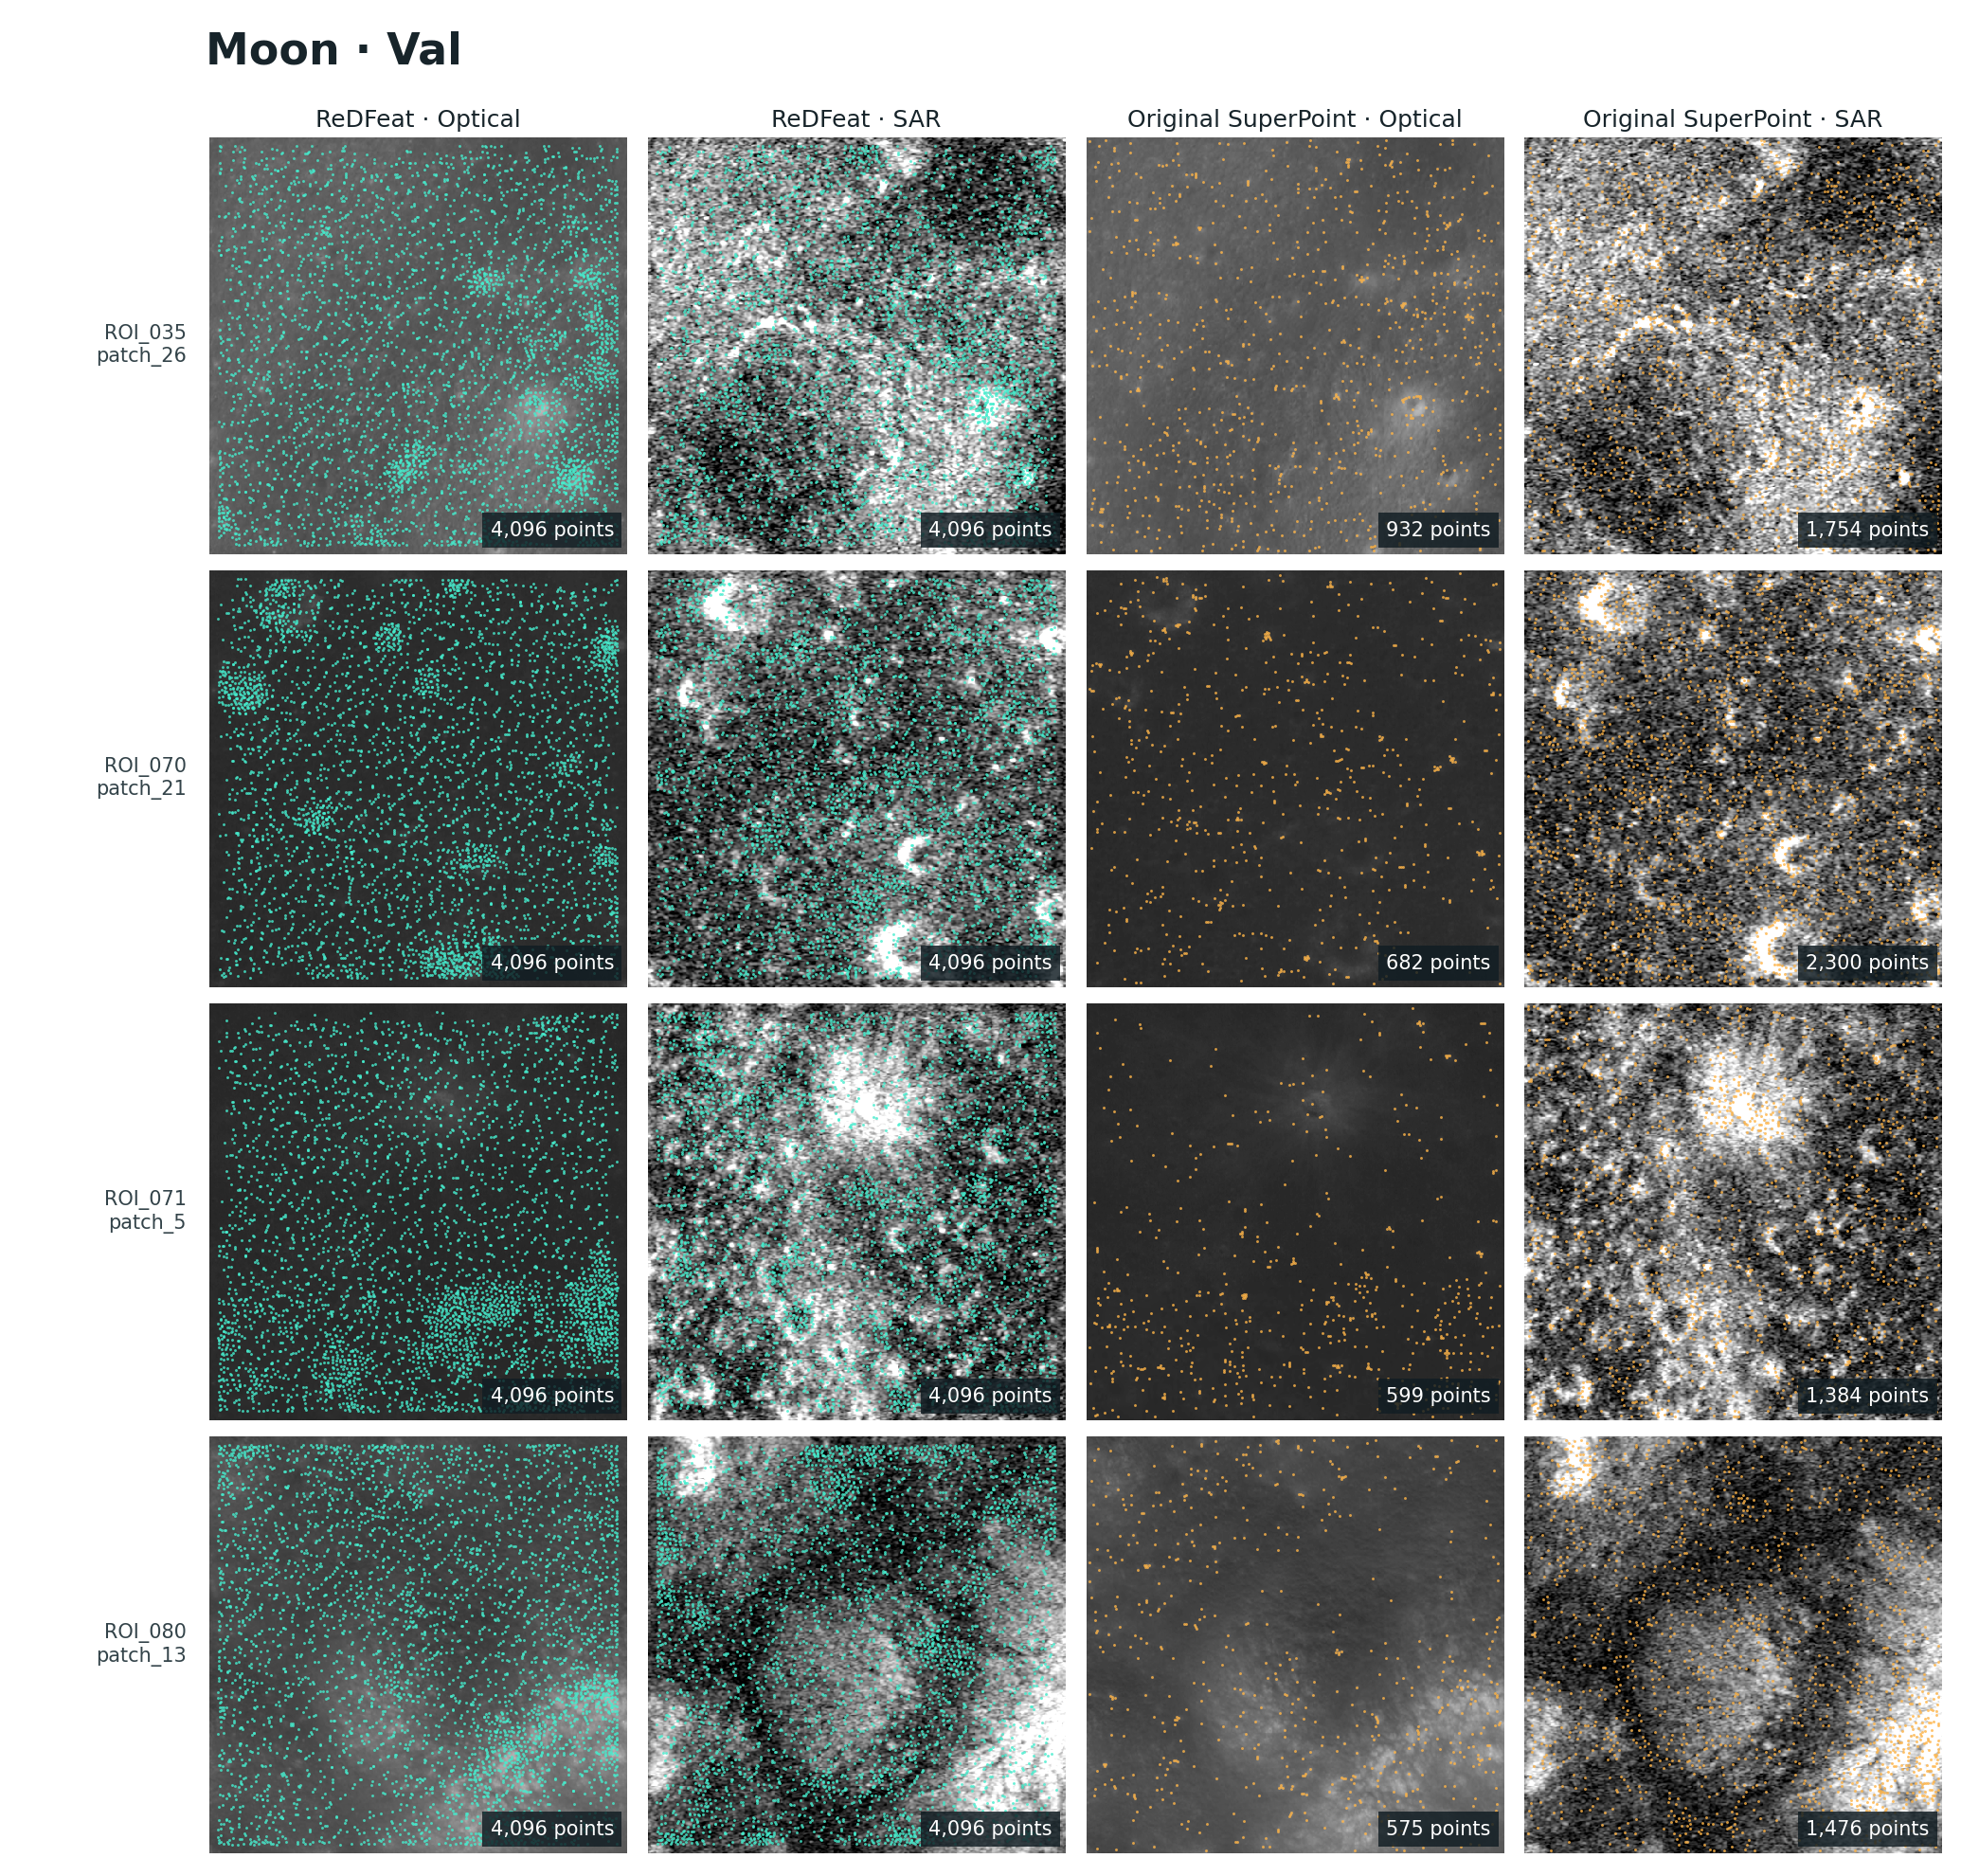 Moon · Val
ReDFeat · Optical
ReDFeat · SAR
Original SuperPoint · Optical
Original SuperPoint · SAR
ROI_035
patch_26
4,096 points
4,096 points
932 points
1,754 points
ROI_070
patch_21
4,096 points
4,096 points
682 points
2,300 points
ROI_071
patch_5
4,096 points
4,096 points
599 points
1,384 points
ROI_080
patch_13
4,096 points
4,096 points
575 points
1,476 points